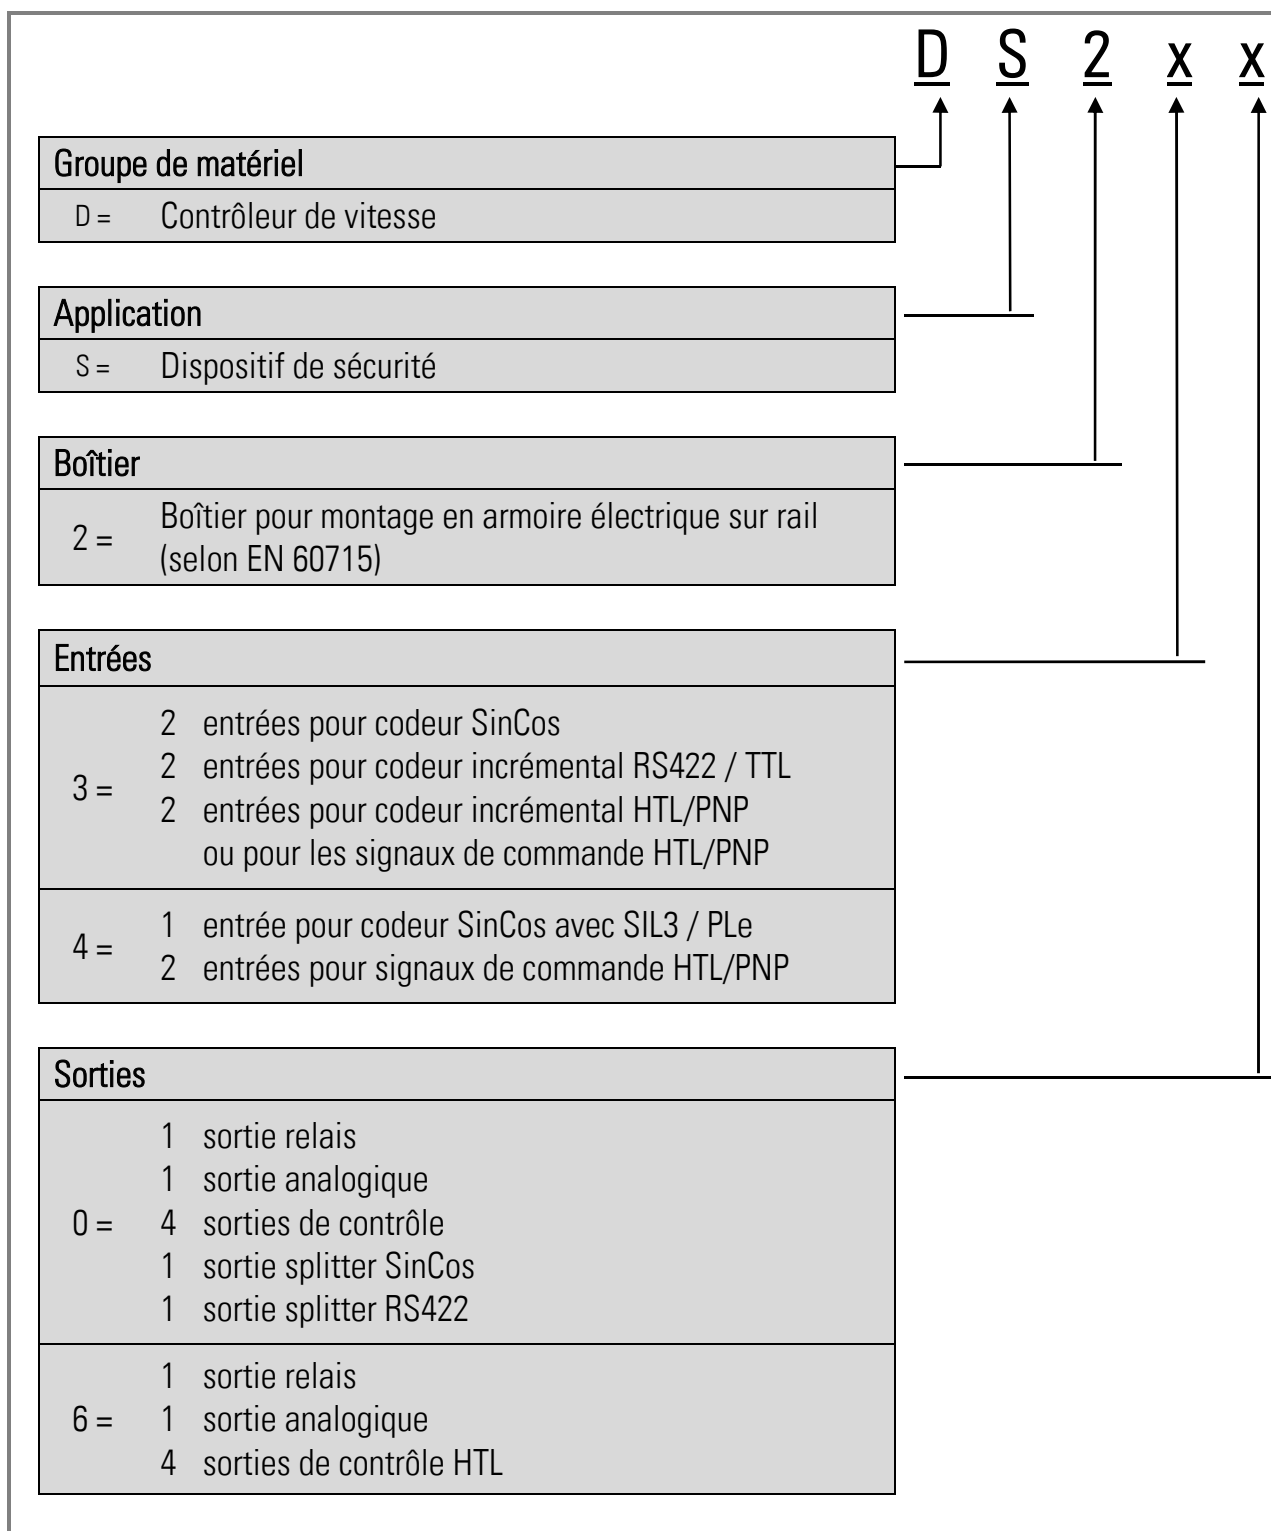 D S 2 x x
Groupe de matériel
D = Contrôleur de vitesse
Application
S = Dispositif de sécurité
Boîtier
2 = Boîtier pour montage en armoire électrique sur rail
(selon EN 60715)
Entrées
3 =
2 entrées pour codeur SinCos
2 entrées pour codeur incrémental RS422 / TTL
2 entrées pour codeur incrémental HTL/PNP
ou pour les signaux de commande HTL/PNP
4 =
1 entrée pour codeur SinCos avec SIL3 / PLe
2 entrées pour signaux de commande HTL/PNP
Sorties
0 =
1 sortie relais
1 sortie analogique
4 sorties de contrôle
1 sortie splitter SinCos
1 sortie splitter RS422
6 =
1 sortie relais
1 sortie analogique
4 sorties de contrôle HTL